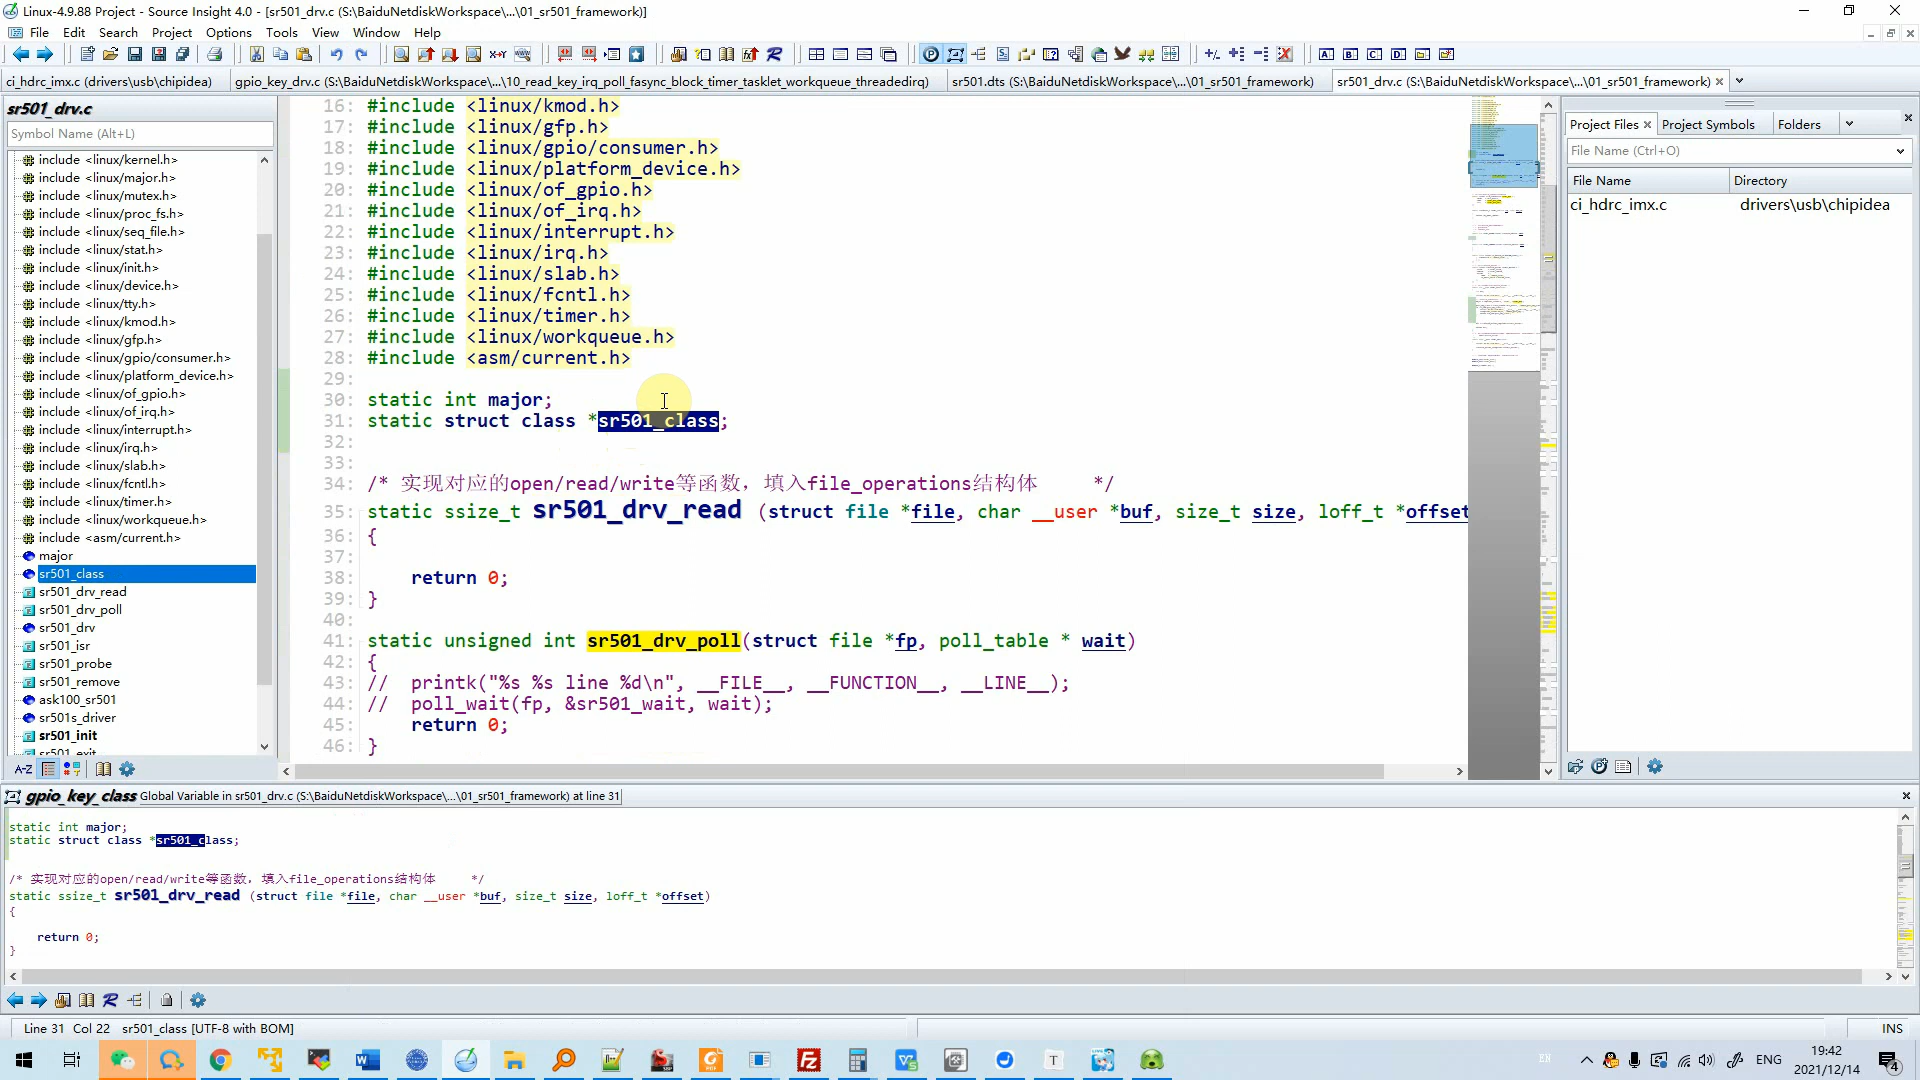 Linux-4.9.88 Project - Source Insight 4.0 - [sr501_drv.c (S:\BaiduNetdiskWorkspace\...\01_sr501_framework)]
File Edit Search Project Options Tools View Window Help
ci_hdrc_imx.c (drivers\usb\chipidea)
gpio_key_drv.c (S:\BaiduNetdiskWorkspace\...\10_read_key_irq_poll_fasync_block_timer_tasklet_workqueue_threadedirq)
sr501.dts (S:\BaiduNetdiskWorkspace\...\01_sr501_framework)
sr501_drv.c (S:\BaiduNetdiskWorkspace\...\01_sr501_framework)
sr501_drv.c
Symbol Name (Alt+L)
include <linux/kernel.h>
include <linux/major.h>
include <linux/mutex.h>
include <linux/proc_fs.h>
include <linux/seq_file.h>
include <linux/stat.h>
include <linux/init.h>
include <linux/device.h>
include <linux/tty.h>
include <linux/kmod.h>
include <linux/gfp.h>
include <linux/gpio/consumer.h>
include <linux/platform_device.h>
include <linux/of_gpio.h>
include <linux/of_irq.h>
include <linux/interrupt.h>
include <linux/irq.h>
include <linux/slab.h>
include <linux/fcntl.h>
include <linux/timer.h>
include <linux/workqueue.h>
include <asm/current.h>
major
sr501_class
sr501_drv_read
sr501_drv_poll
sr501_drv
sr501_isr
sr501_probe
sr501_remove
ask100_sr501
sr501s_driver
sr501_init
sr501_exit
A-Z
16: #include <linux/kmod.h>
17: #include <linux/gfp.h>
18: #include <linux/gpio/consumer.h>
19: #include <linux/platform_device.h>
20: #include <linux/of_gpio.h>
21: #include <linux/of_irq.h>
22: #include <linux/interrupt.h>
23: #include <linux/irq.h>
24: #include <linux/slab.h>
25: #include <linux/fcntl.h>
26: #include <linux/timer.h>
27: #include <linux/workqueue.h>
28: #include <asm/current.h>
29:
30: static int major;
31: static struct class *sr501_class;
32:
33:
34: /* 实现对应的open/read/write等函数，填入file_operations结构体 */
35: static ssize_t sr501_drv_read (struct file *file, char __user *buf, size_t size, loff_t *offset
36: {
37:
38: return 0;
39: }
40:
41: static unsigned int sr501_drv_poll(struct file *fp, poll_table * wait)
42: {
43: // printk("%s %s line %d\n", __FILE__, __FUNCTION__, __LINE__);
44: // poll_wait(fp, &sr501_wait, wait);
45: return 0;
46: }
Project Files Project Symbols Folders
File Name (Ctrl+O)
File Name Directory
ci_hdrc_imx.c drivers\usb\chipidea
gpio_key_class Global Variable in sr501_drv.c (S:\BaiduNetdiskWorkspace\...\01_sr501_framework) at line 31
static int major;
static struct class *sr501_class;
/* 实现对应的open/read/write等函数，填入file_operations结构体 */
static ssize_t sr501_drv_read (struct file *file, char __user *buf, size_t size, loff_t *offset)
{
return 0;
}
Line 31 Col 22 sr501_class [UTF-8 with BOM]
INS
EN
ENG
19:42
2021/12/14
4